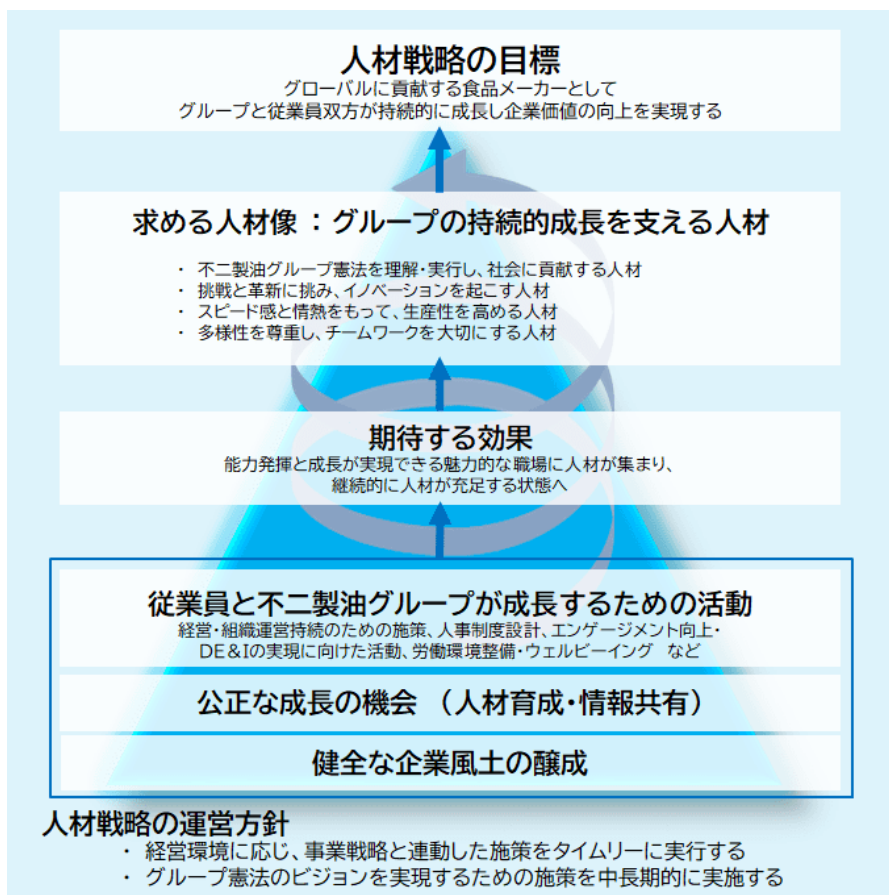 人材戦略の目標
グローバルに貢献する食品メーカーとして
グループと従業員双方が持続的に成長し企業価値の向上を実現する
求める人材像：グループの持続的成長を支える人材
・ 不二製油グループ憲法を理解・実行し、社会に貢献する人材
・ 挑戦と革新に挑み、イノベーションを起こす人材
・ スピード感と情熱をもって、生産性を高める人材
・ 多様性を尊重し、チームワークを大切にする人材
期待する効果
能力発揮と成長が実現できる魅力的な職場に人材が集まり、
継続的に人材が充足する状態へ
従業員と不二製油グループが成長するための活動
経営・組織運営持続のための施策、人事制度設計、エンゲージメント向上・
DE＆Iの実現に向けた活動、労働環境整備・ウェルビーイング　など
公正な成長の機会 （人材育成・情報共有）
健全な企業風土の醸成
人材戦略の運営方針
・ 経営環境に応じ、事業戦略と連動した施策をタイムリーに実行する
・ グループ憲法のビジョンを実現するための施策を中長期的に実施する